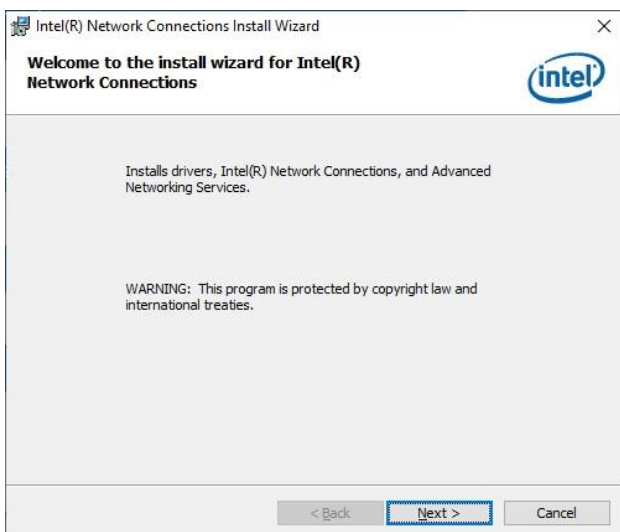 Intel(R) Network Connections Install Wizard
Welcome to the install wizard for Intel(R)
Network Connections
intel
Installs drivers, Intel(R) Network Connections, and Advanced
Networking Services.
WARNING: This program is protected by copyright law and
international treaties.
< Back
Next >
Cancel